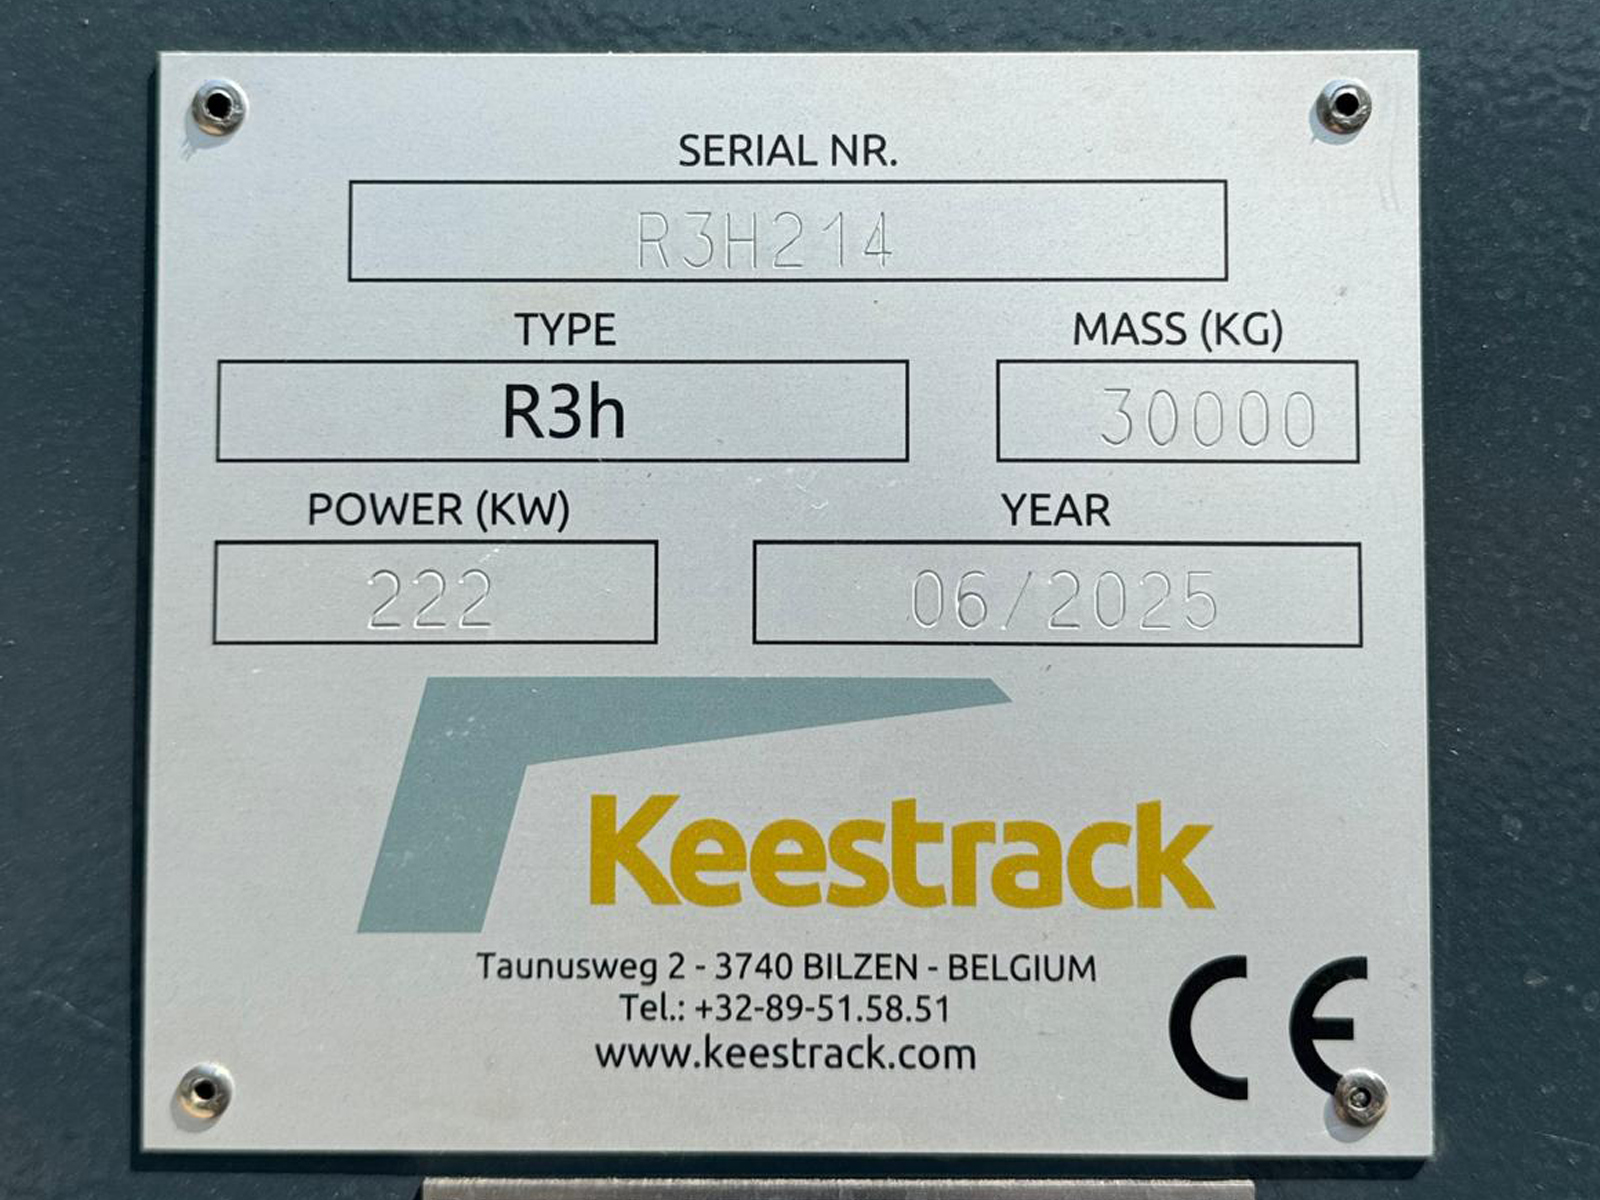 SERIAL NR.
R3H214
TYPE
MASS (KG)
R3h
30000
POWER (KW)
YEAR
222
06/2025
Keestrack
Taunusweg 2 - 3740 BILZEN - BELGIUM
Tel.: +32-89-51.58.51
www.keestrack.com
CE